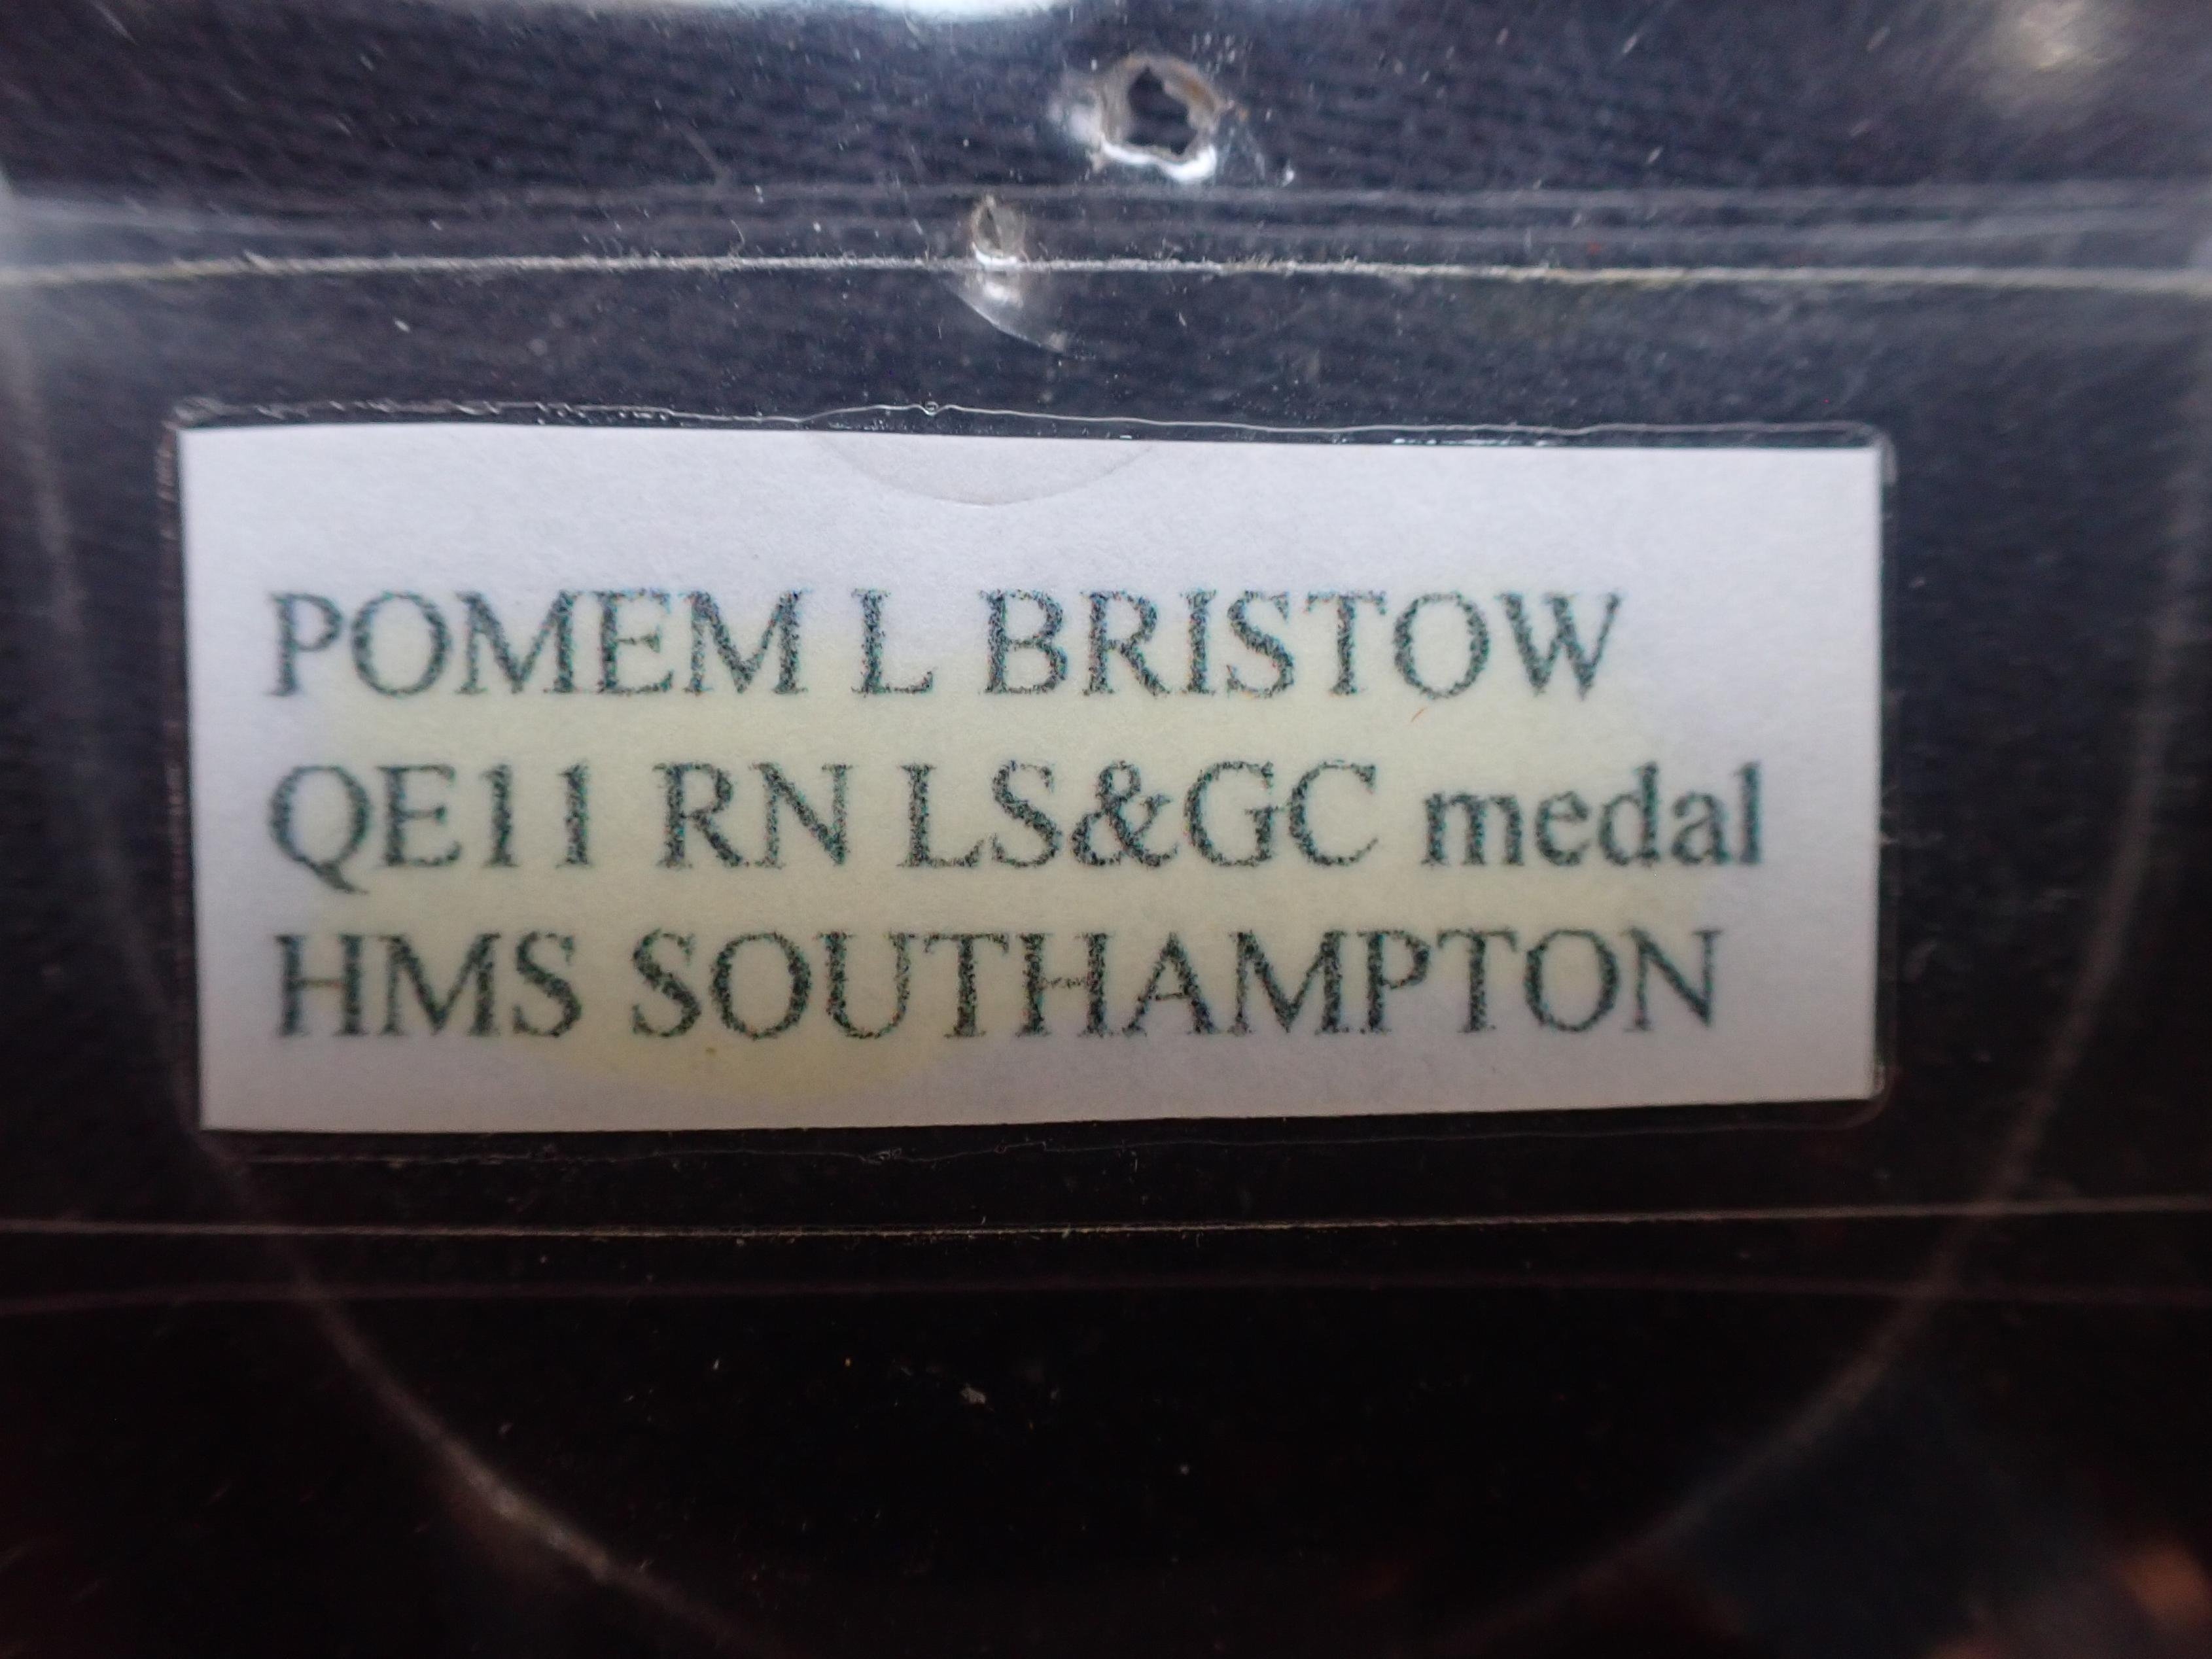 POMEM L BRISTOW
QE11 RN LS&GC medal
HMS SOUTHAMPTON